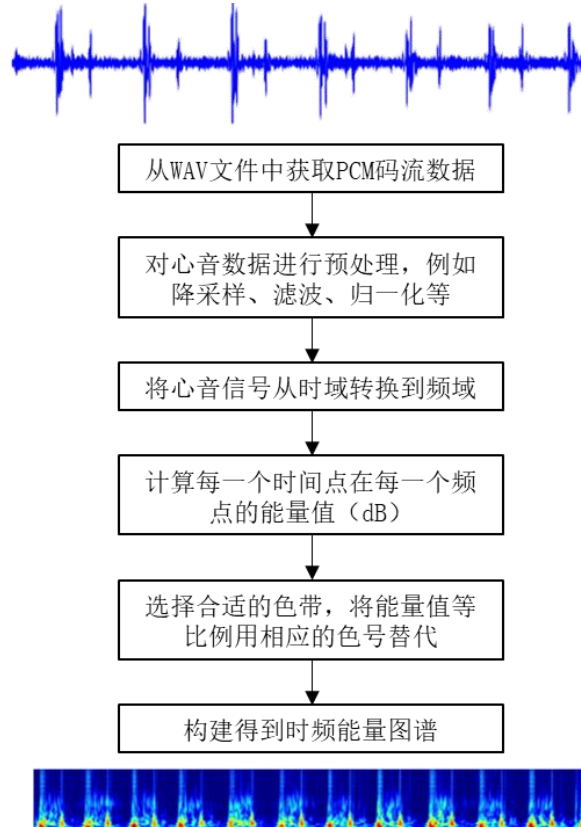 从WAV文件中获取PCM码流数据
对心音数据进行预处理，例如
降采样、滤波、归一化等
将心音信号从时域转换到频域
计算每一个时间点在每一个频
点的能量值（dB）
选择合适的色带，将能量值等
比例用相应的色号替代
构建得到时频能量图谱